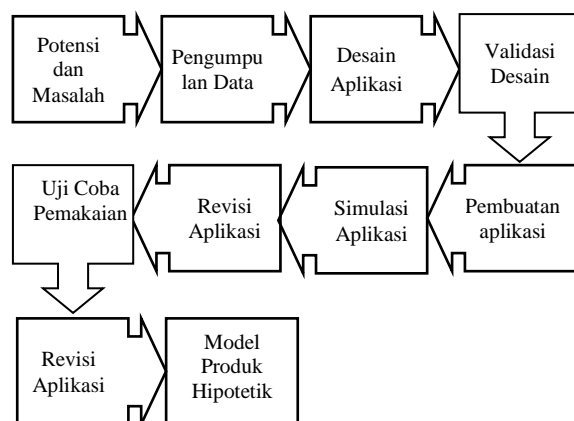 Potensi
dan
Masalah
Pengumpu
lan Data
Desain
Aplikasi
Validasi
Desain
Uji Coba
Pemakaian
Revisi
Aplikasi
Simulasi
Aplikasi
Pembuatan
aplikasi
Revisi
Aplikasi
Model
Produk
Hipotetik